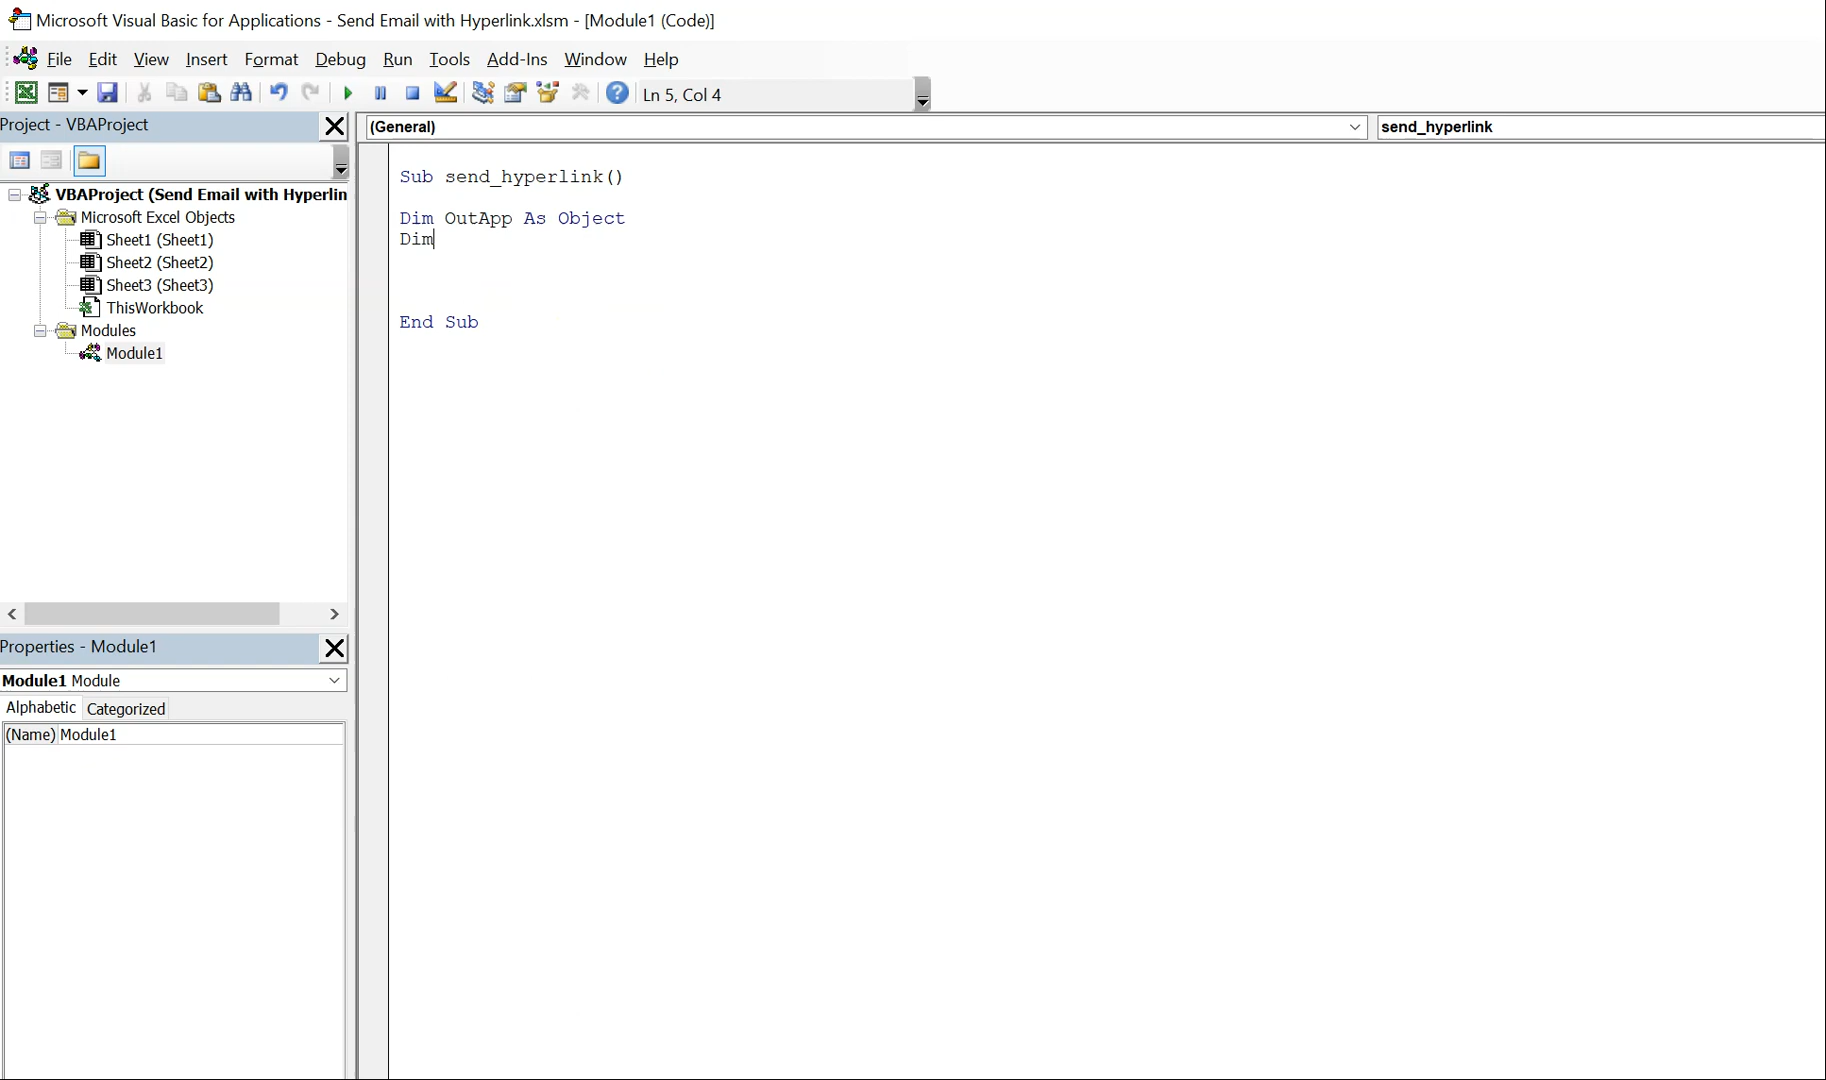 Microsoft Visual Basic for Applications - Send Email with Hyperlink.xlsm - [Module1 (Code)]
File Edit View Insert Format Debug Run Tools Add-Ins Window Help
Ln 5, Col 4
Project - VBAProject
(General)
send_hyperlink
VBAProject (Send Email with Hyperlin
Microsoft Excel Objects
Sheet1 (Sheet1)
Sheet2 (Sheet2)
Sheet3 (Sheet3)
ThisWorkbook
Modules
Module1
Sub send_hyperlink()
Dim OutApp As Object
Dim
End Sub
Properties - Module1
Module1 Module
Alphabetic Categorized
(Name) Module1